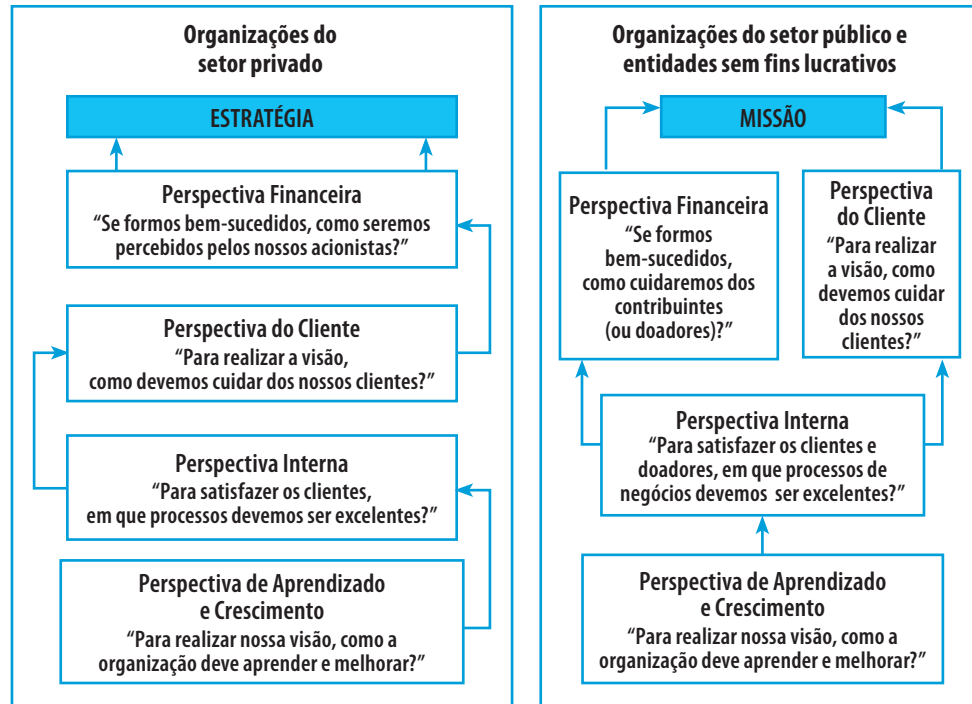 Organizações do
setor privado
ESTRATÉGIA
Perspectiva Financeira
“Se formos bem-sucedidos, como seremos
percebidos pelos nossos acionistas?”
Perspectiva do Cliente
“Para realizar a visão,
como devemos cuidar dos nossos clientes?”
Perspectiva Interna
“Para satisfazer os clientes,
em que processos devemos ser excelentes?”
Perspectiva de Aprendizado
e Crescimento
“Para realizar nossa visão, como a
organização deve aprender e melhorar?”
Organizações do setor público e
entidades sem fins lucrativos
MISSÃO
Perspectiva Financeira
“Se formos
bem-sucedidos,
como cuidaremos dos
contribuintes
(ou doadores)?”
Perspectiva
do Cliente
“Para realizar
a visão, como
devemos cuidar
dos nossos
clientes?”
Perspectiva Interna
“Para satisfazer os clientes e
doadores, em que processos de
negócios devemos ser excelentes?”
Perspectiva de Aprendizado
e Crescimento
“Para realizar nossa visão, como a
organização deve aprender e melhorar?”